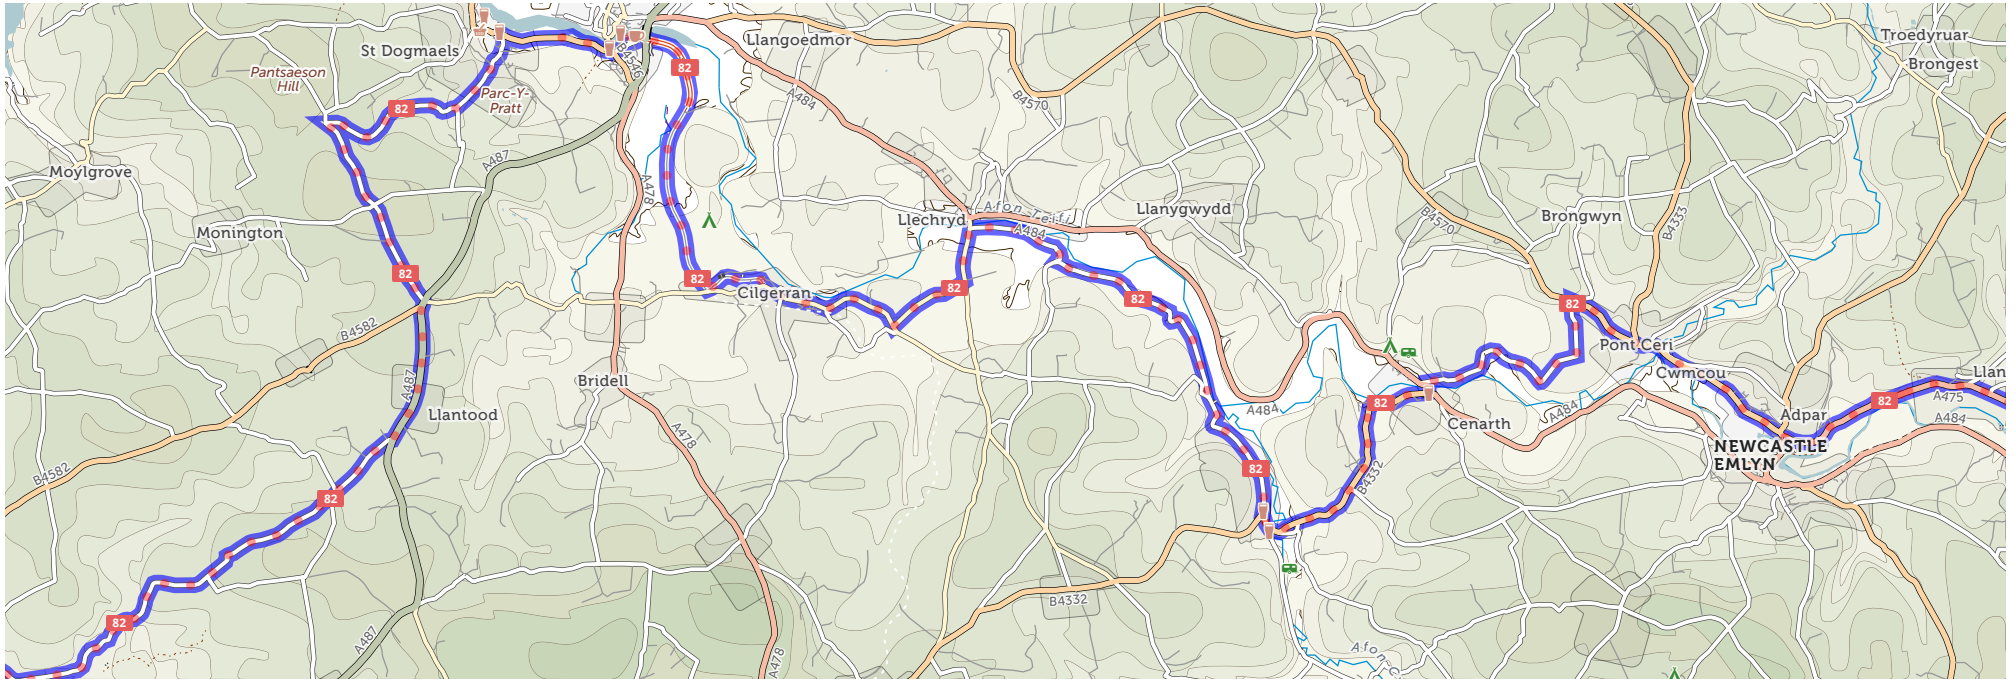 St Dogmaels
B4546
Llangoedmor
Troedyruar
Brongest
Pantsaeson
Hill
82
Parc-Y-
Pratt
82
A484
B4570
A487
Moylgrove
A478
Llechryd
Afon Teifi
A484
Llanygwydd
B4570
Brongwyn
B4333
Monington
82
82
Cilgerran
82
82
82
B4582
Pont Ceri
Cwmcou
Llan
A487
Bridell
Llantood
A478
A484
82
Cenarth
A484
Adpar
82
A475
A484
NEWCASTLE
EMLYN
B4582
82
82
B4332
82
A487
A478
B4332